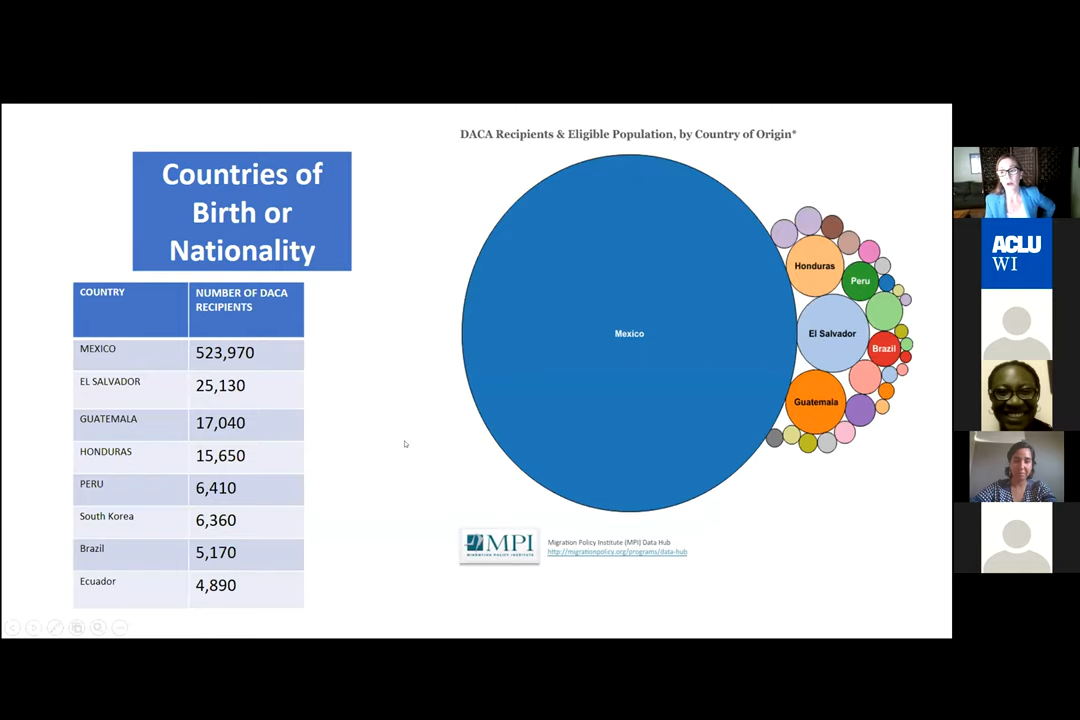 Countries of
Birth or
Nationality
COUNTRY
NUMBER OF DACA
RECIPIENTS
MEXICO
523,970
EL SALVADOR
25,130
GUATEMALA
17,040
HONDURAS
15,650
PERU
6,410
South Korea
6,360
Brazil
5,170
Ecuador
4,890
DACA Recipients & Eligible Population, by Country of Origin*
Mexico
Honduras
Peru
El Salvador
Brazil
Guatemala
MPI
MIGRATION POLICY INSTITUTE
Migration Policy Institute (MPI) Data Hub
http://migrationpolicy.org/programs/data-hub
ACLU
WI